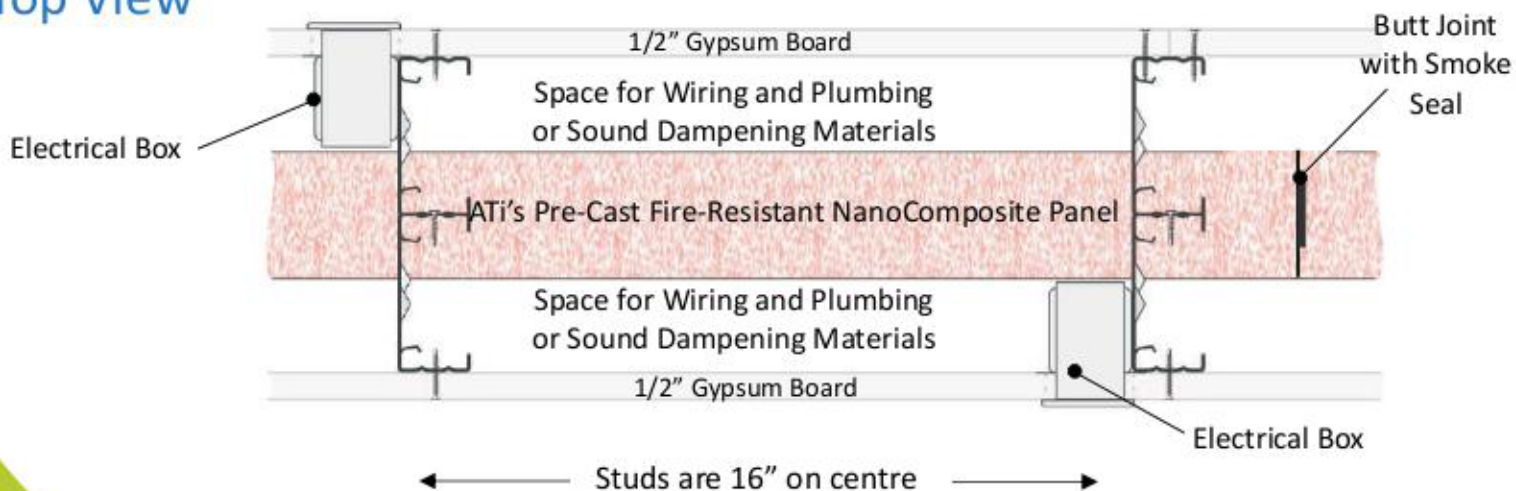 Top View
1/2” Gypsum Board
Butt Joint
with Smoke
Seal
Space for Wiring and Plumbing
or Sound Dampening Materials
Electrical Box
ATi’s Pre-Cast Fire-Resistant NanoComposite Panel
Space for Wiring and Plumbing
or Sound Dampening Materials
1/2” Gypsum Board
Electrical Box
Studs are 16” on centre